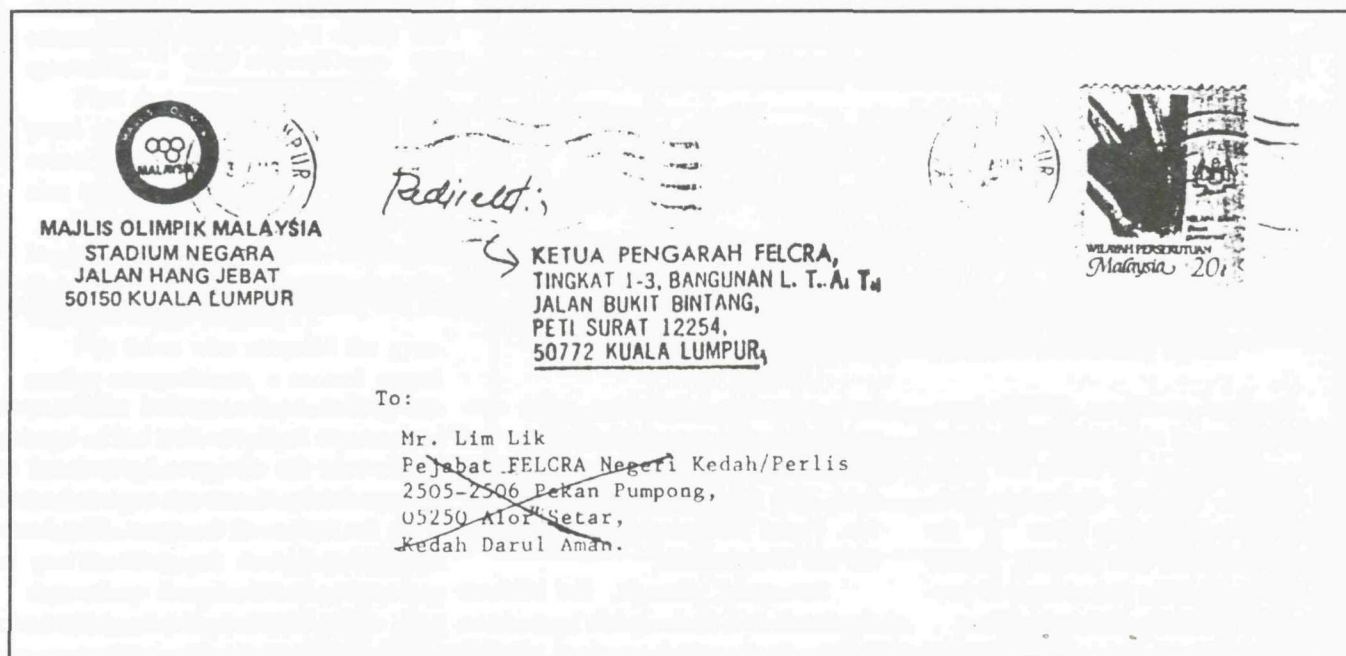 MALAYSIA
MAJLIS OLIMPIK MALAYSIA
STADIUM NEGARA
JALAN HANG JEBAT
50150 KUALA LUMPUR
Redirect:
KETUA PENGARAH FELCRA,
TINGKAT 1-3, BANGUNAN L. T. A. T.
JALAN BUKIT BINTANG,
PETI SURAT 12254,
50772 KUALA LUMPUR,
WILAYAH PERSEKUTUAN
Malaysia 20¢
To:
Mr. Lim Lik
Pejabat FELCRA Negeri Kedah/Perlis
2505-2506 Pekan Pumpong,
05250 Alor Setar,
Kedah Darul Aman.